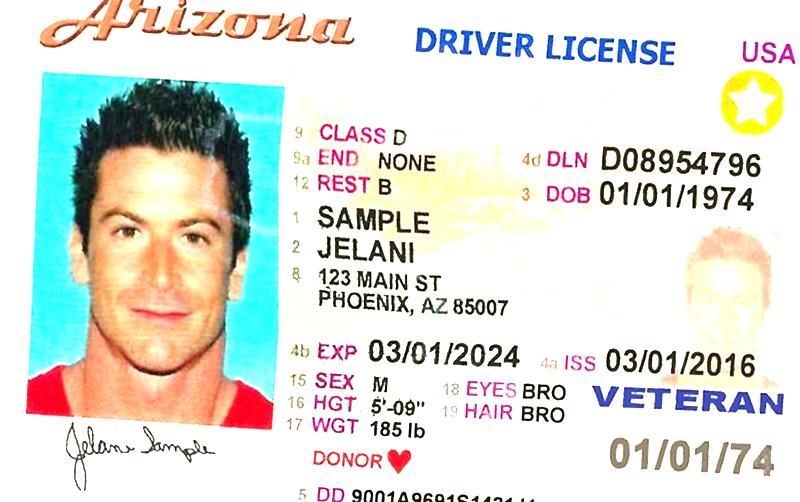 Arizona
DRIVER LICENSE USA
9 CLASS D
9a END NONE 4d DLN D08954796
12 REST B 3 DOB 01/01/1974
1 SAMPLE
2 JELANI
8 123 MAIN ST
PHOENIX, AZ 85007
4b EXP 03/01/2024 4a ISS 03/01/2016
15 SEX M 18 EYES BRO VETERAN
16 HGT 5'-09" 19 HAIR BRO
17 WGT 185 lb 01/01/74
DONOR
Jelani Sample
5 DD